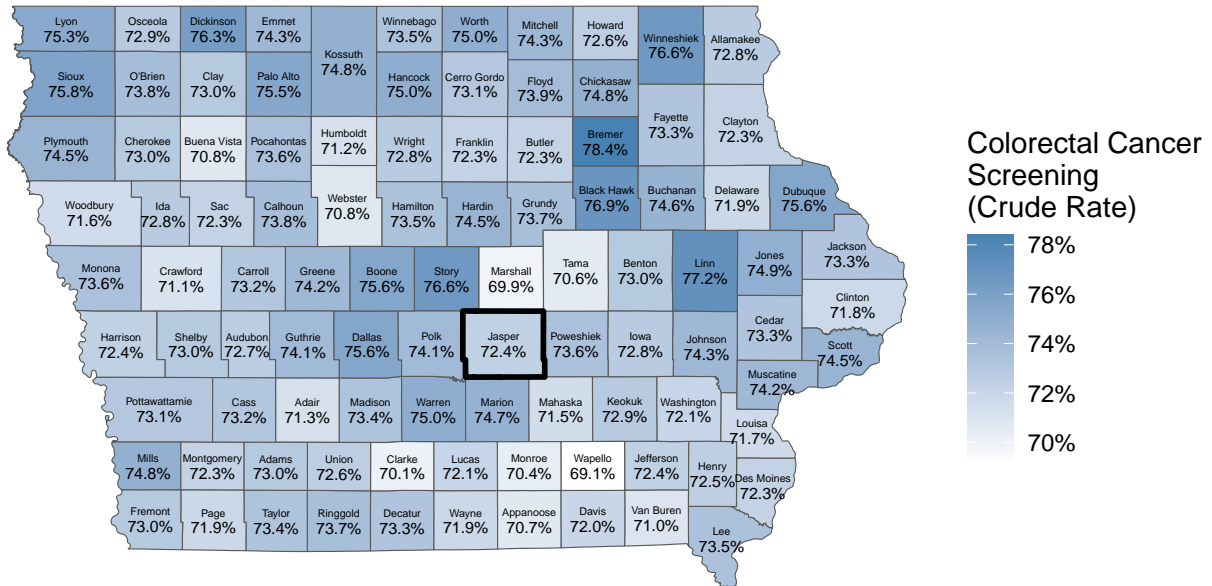 Lyon
75.3%
Osceola
72.9%
Dickinson
76.3%
Emmet
74.3%
Kossuth
74.8%
Winnebago
73.5%
Worth
75.0%
Mitchell
74.3%
Howard
72.6%
Winneshiek
76.6%
Allamakee
72.8%
Sioux
75.8%
O'Brien
73.8%
Clay
73.0%
Palo Alto
75.5%
Hancock
75.0%
Cerro Gordo
73.1%
Floyd
73.9%
Chickasaw
74.8%
Fayette
73.3%
Clayton
72.3%
Plymouth
74.5%
Cherokee
73.0%
Buena Vista
70.8%
Pocahontas
73.6%
Humboldt
71.2%
Wright
72.8%
Franklin
72.3%
Butler
72.3%
Bremer
78.4%
Woodbury
71.6%
Ida
72.8%
Sac
72.3%
Calhoun
73.8%
Webster
70.8%
Hamilton
73.5%
Hardin
74.5%
Grundy
73.7%
Black Hawk
76.9%
Buchanan
74.6%
Delaware
71.9%
Dubuque
75.6%
Monona
73.6%
Crawford
71.1%
Carroll
73.2%
Greene
74.2%
Boone
75.6%
Story
76.6%
Marshall
69.9%
Tama
70.6%
Benton
73.0%
Linn
77.2%
Jones
74.9%
Jackson
73.3%
Clinton
71.8%
Harrison
72.4%
Shelby
73.0%
Audubon
72.7%
Guthrie
74.1%
Dallas
75.6%
Polk
74.1%
Jasper
72.4%
Poweshiek
73.6%
Iowa
72.8%
Johnson
74.3%
Cedar
73.3%
Scott
74.5%
Muscatine
74.2%
Pottawattamie
73.1%
Cass
73.2%
Adair
71.3%
Madison
73.4%
Warren
75.0%
Marion
74.7%
Mahaska
71.5%
Keokuk
72.9%
Washington
72.1%
Louisa
71.7%
Mills
74.8%
Montgomery
72.3%
Adams
73.0%
Union
72.6%
Clarke
70.1%
Lucas
72.1%
Monroe
70.4%
Wapello
69.1%
Jefferson
72.4%
Henry
72.5%
Des Moines
72.3%
Fremont
73.0%
Page
71.9%
Taylor
73.4%
Ringgold
73.7%
Decatur
73.3%
Wayne
71.9%
Appanoose
70.7%
Davis
72.0%
Van Buren
71.0%
Lee
73.5%
Colorectal Cancer
Screening
(Crude Rate)
78%
76%
74%
72%
70%